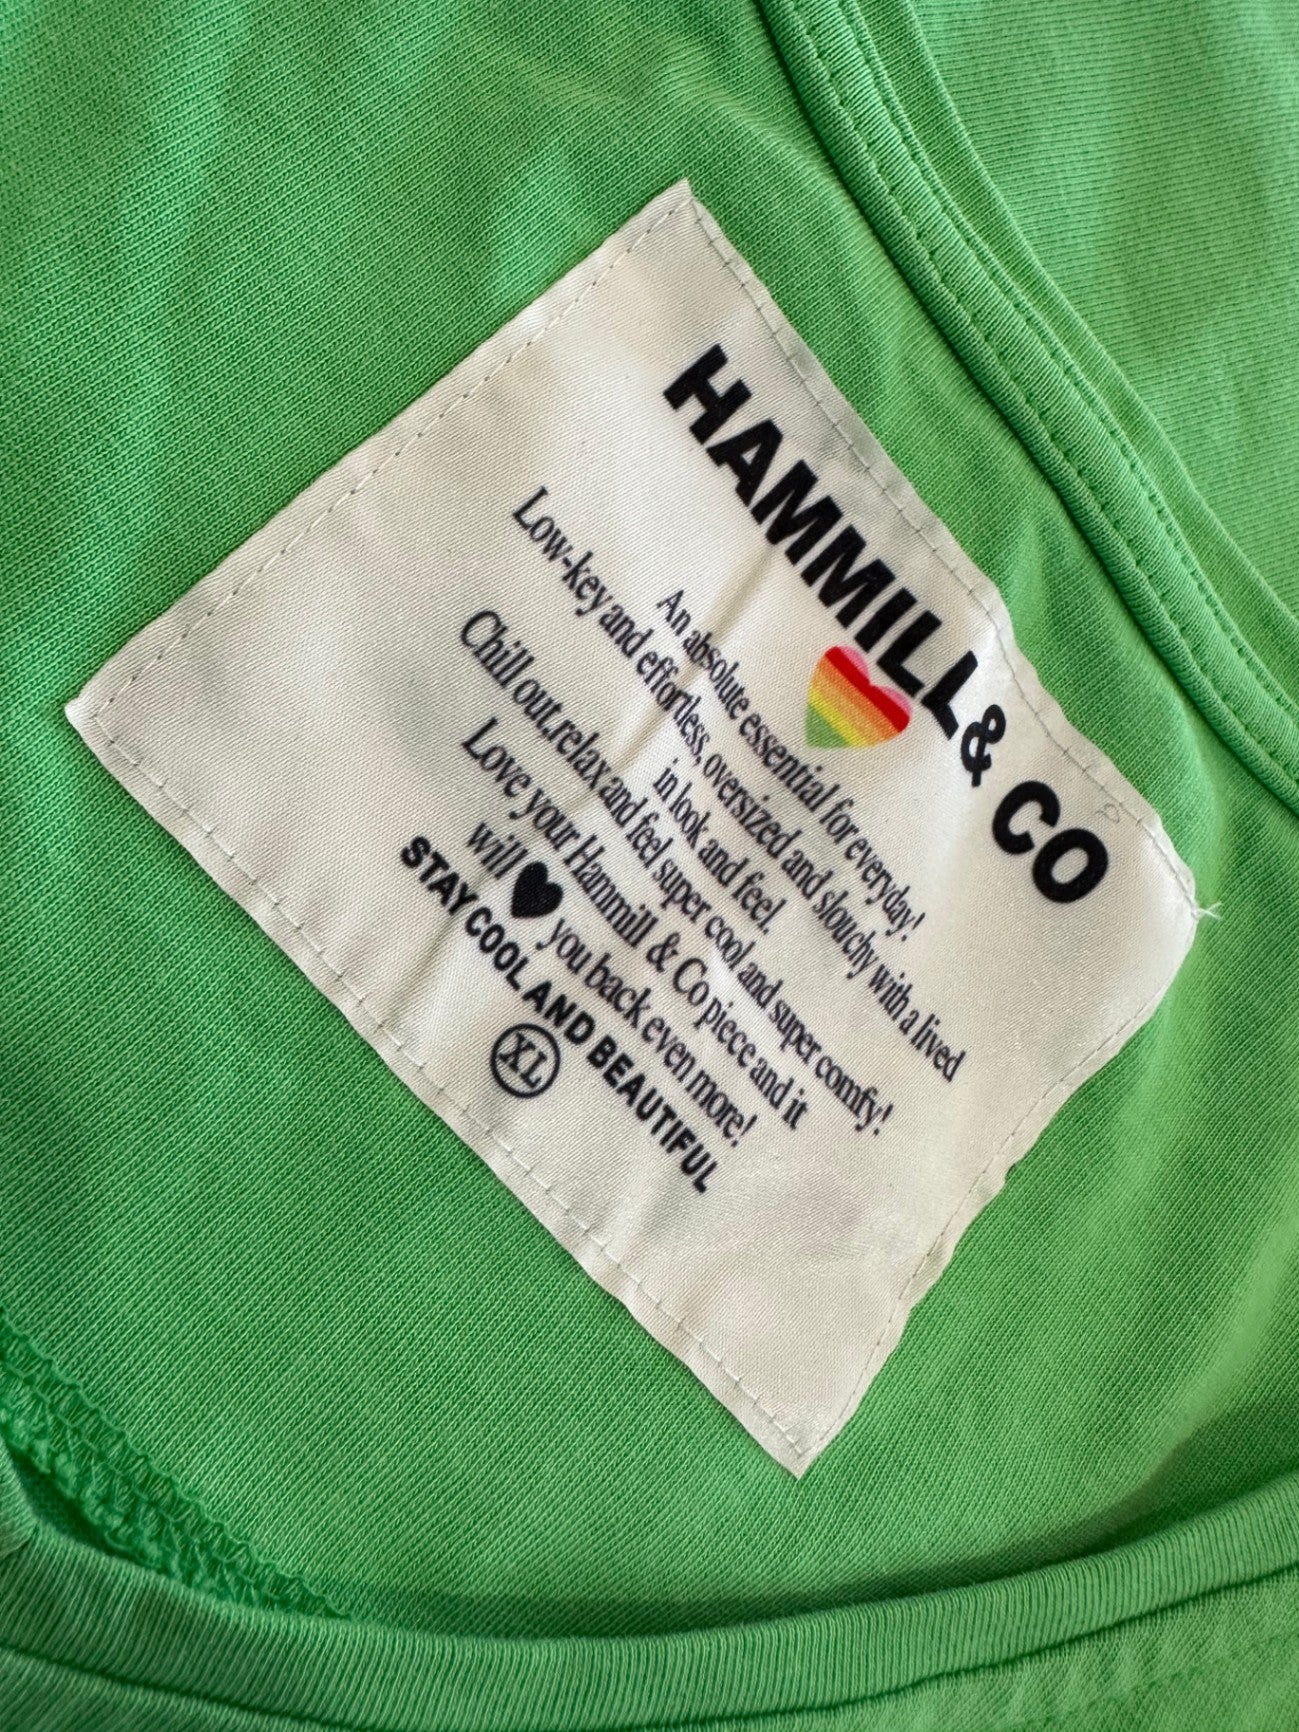 HAMMILL & CO
An absolute essential for everyday!
Low-key and effortless, oversized and slouchy with a lived
in look and feel.
Chill out,relax and feel super cool and super comfy!
Love your Hammill & Co piece and it
will ♥ you back even more!
STAY COOL AND BEAUTIFUL
XL